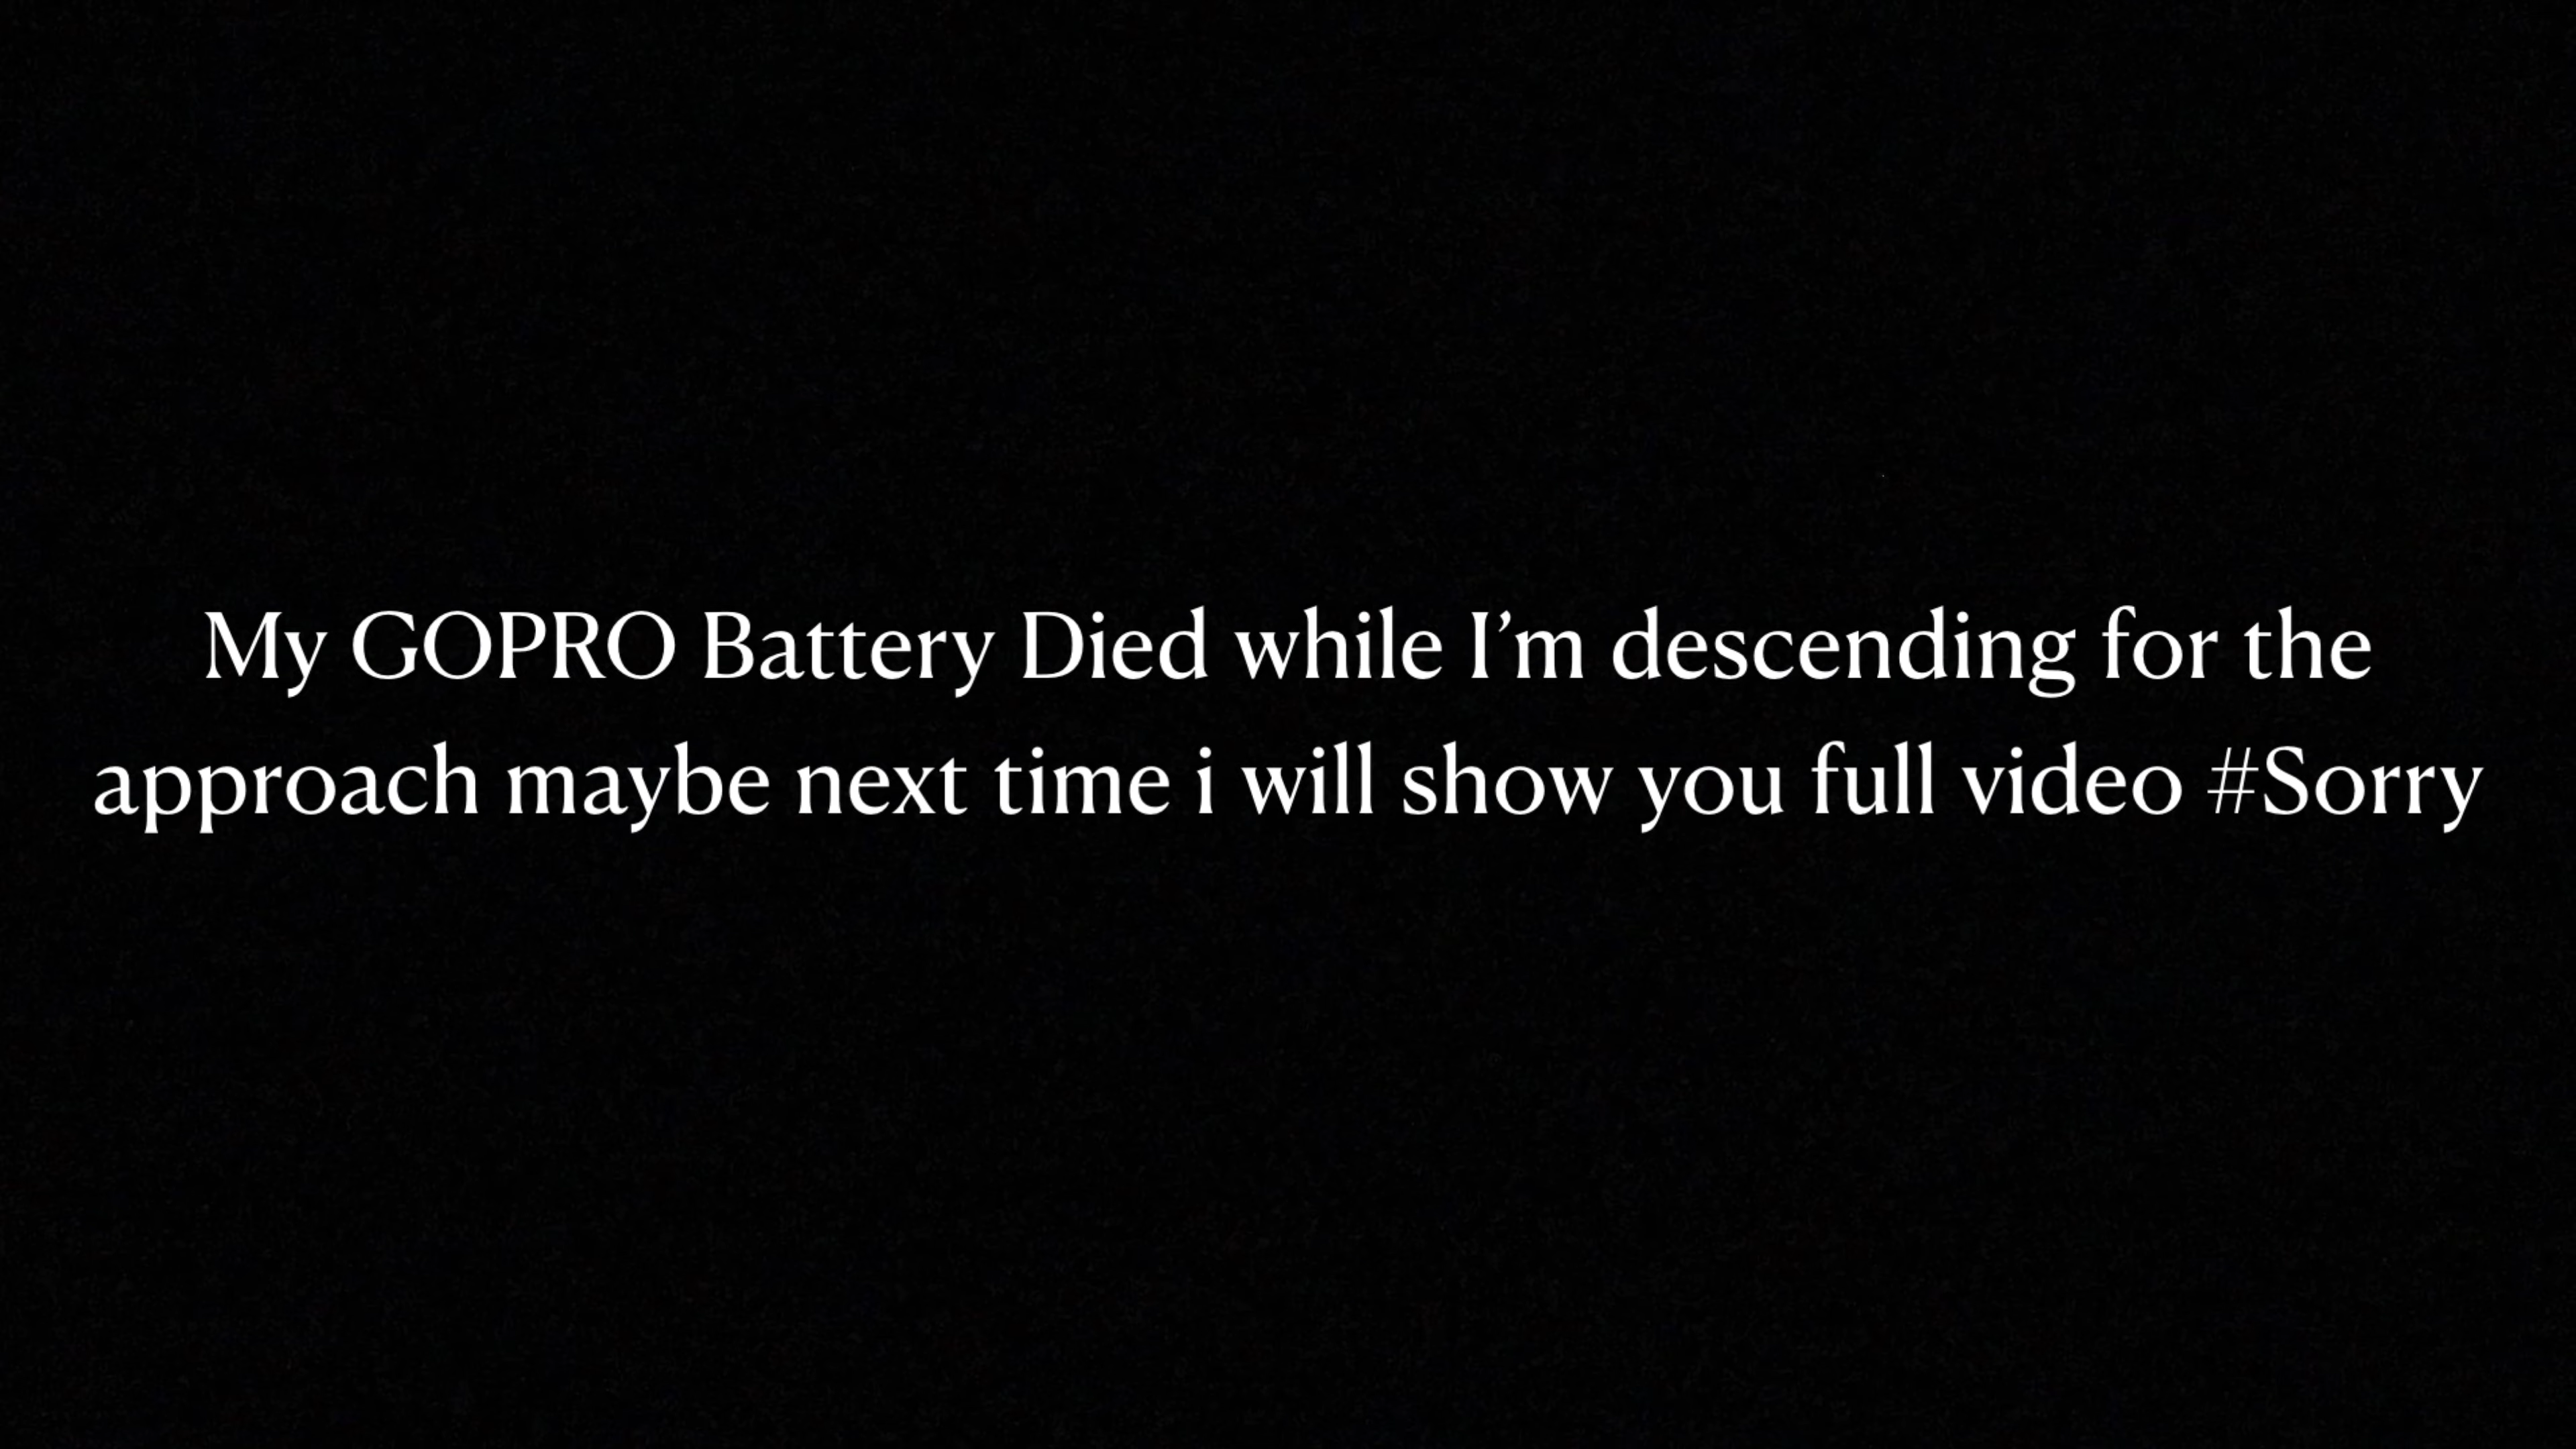 My GOPRO Battery Died while I’m descending for the
approach maybe next time i will show you full video #Sorry